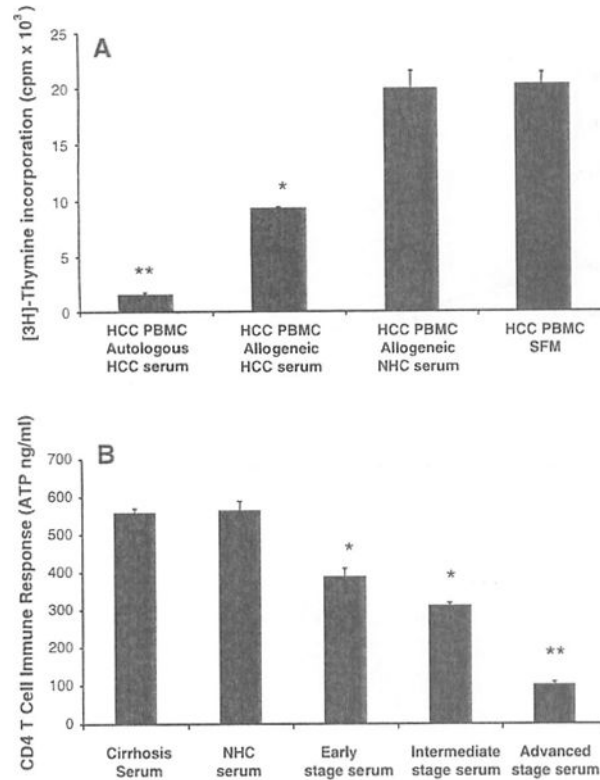 A
[3H]-Thymine incorporation (cpm x 10³)
25
20
15
10
5
0
**
*
HCC PBMC
Autologous
HCC serum
HCC PBMC
Allogeneic
HCC serum
HCC PBMC
Allogeneic
NHC serum
HCC PBMC
SFM
B
CD4 T Cell Immune Response (ATP ng/ml)
700
600
500
400
300
200
100
0
*
*
**
Cirrhosis
Serum
NHC
serum
Early
stage serum
Intermediate
stage serum
Advanced
stage serum